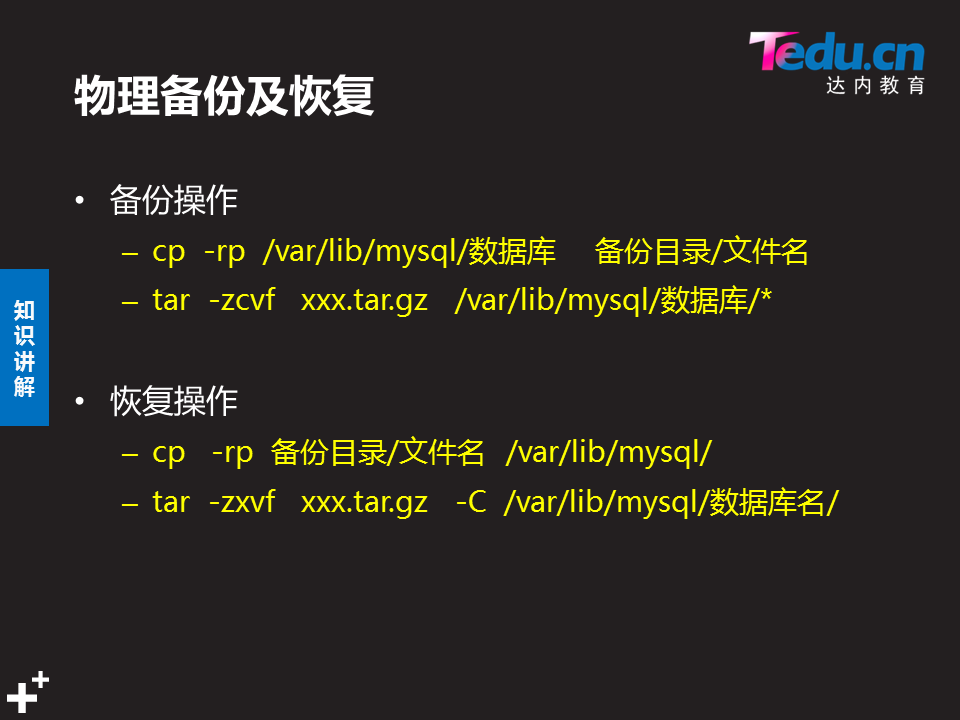 Tedu.cn
达内教育
物理备份及恢复
• 备份操作
– cp -rp /var/lib/mysql/数据库 备份目录/文件名
– tar -zcvf xxx.tar.gz /var/lib/mysql/数据库/*
知识讲解
• 恢复操作
– cp -rp 备份目录/文件名 /var/lib/mysql/
– tar -zxvf xxx.tar.gz -C /var/lib/mysql/数据库名/